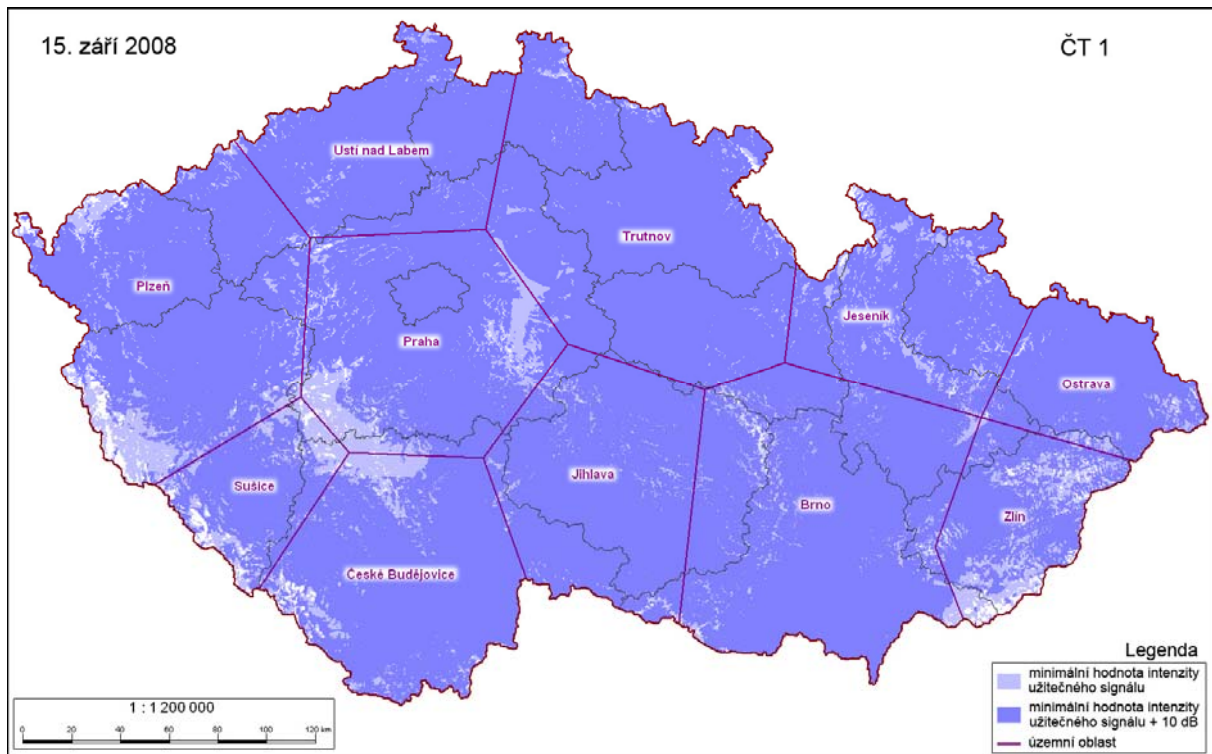 15. září 2008
ČT 1
Ústí nad Labem
Trutnov
Plzeň
Jeseník
Praha
Ostrava
Sušice
Jihlava
Brno
Zlín
České Budějovice
Legenda
minimální hodnota intenzity
užitečného signálu
minimální hodnota intenzity
užitečného signálu + 10 dB
územní oblast
1 : 1 200 000
0 20 40 60 80 100 120 km